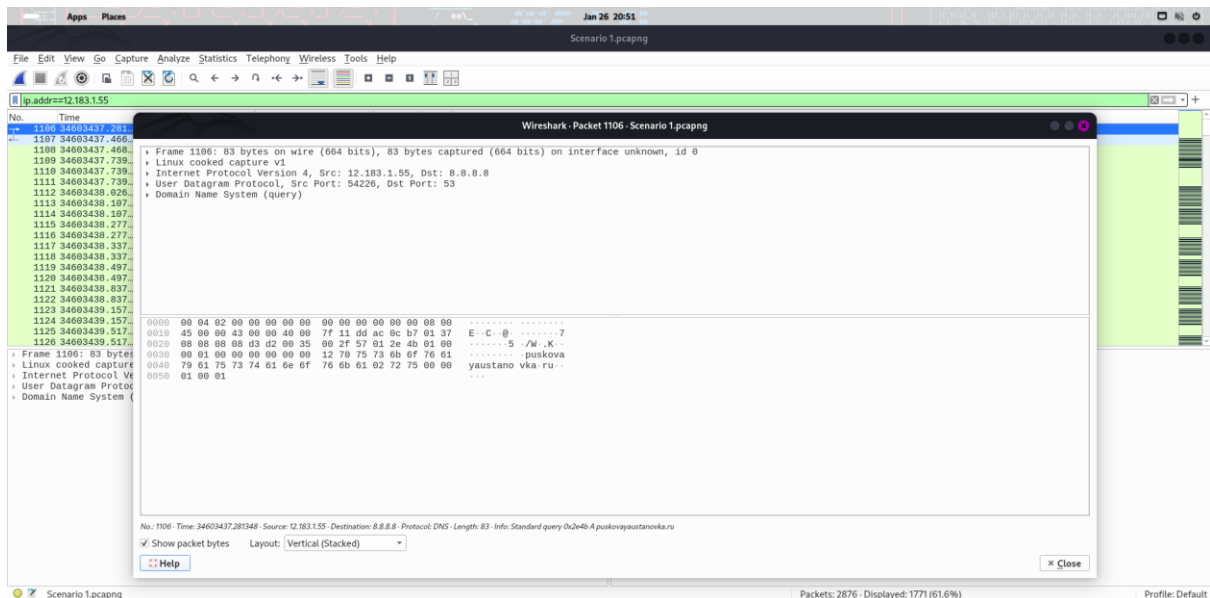 Apps Places Jan 26 20:51
Scenario 1.pcapng
File Edit View Go Capture Analyze Statistics Telephony Wireless Tools Help
ip.addr==12.183.1.55
No. Time
1106 34603437.281…
1107 34603437.466…
1108 34603437.468…
1109 34603437.739…
1110 34603437.739…
1111 34603437.739…
1112 34603438.026…
1113 34603438.107…
1114 34603438.107…
1115 34603438.277…
1116 34603438.277…
1117 34603438.337…
1118 34603438.337…
1119 34603438.497…
1120 34603438.497…
1121 34603438.837…
1122 34603438.837…
1123 34603439.157…
1124 34603439.157…
1125 34603439.517…
1126 34603439.517…
Frame 1106: 83 bytes
Linux cooked capture
Internet Protocol Ve
User Datagram Protoc
Domain Name System (
Wireshark · Packet 1106 · Scenario 1.pcapng
Frame 1106: 83 bytes on wire (664 bits), 83 bytes captured (664 bits) on interface unknown, id 0
Linux cooked capture v1
Internet Protocol Version 4, Src: 12.183.1.55, Dst: 8.8.8.8
User Datagram Protocol, Src Port: 54226, Dst Port: 53
Domain Name System (query)
0000 00 04 02 00 00 00 00 00 00 00 00 00 00 00 08 00 ········ ········
0010 45 00 00 43 00 00 40 00 7f 11 dd ac 0c b7 01 37 E··C··@· ·······7
0020 08 08 08 08 d3 d2 00 35 00 2f 57 01 2e 4b 01 00 ·······5 ·/W·.K··
0030 00 01 00 00 00 00 00 00 12 70 75 73 6b 6f 76 61 ········ ·puskova
0040 79 61 75 73 74 61 6e 6f 76 6b 61 02 72 75 00 00 yaustano vka·ru··
0050 01 00 01 ···
No.: 1106 · Time: 34603437.281348 · Source: 12.183.1.55 · Destination: 8.8.8.8 · Protocol: DNS · Length: 83 · Info: Standard query 0x2e4b A puskovayaustanovka.ru
Show packet bytes Layout: Vertical (Stacked)
Help × Close
Scenario 1.pcapng Packets: 2876 · Displayed: 1771 (61.6%) Profile: Default